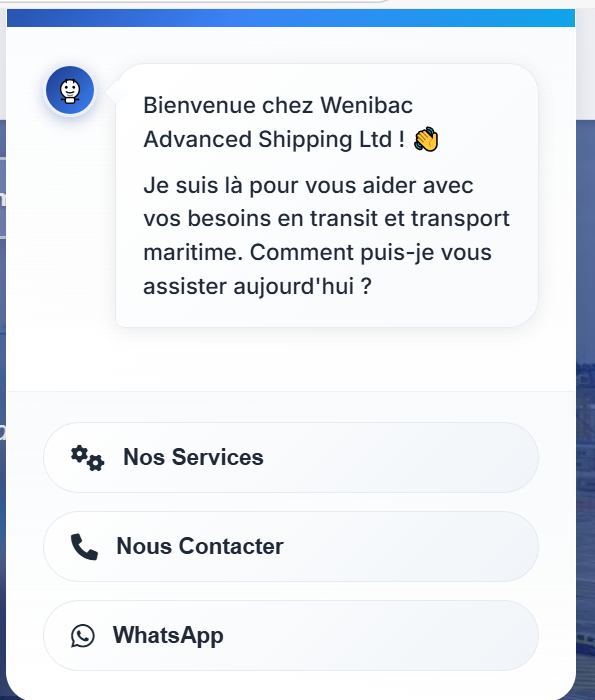 Bienvenue chez Wenibac
Advanced Shipping Ltd ! 👋
Je suis là pour vous aider avec
vos besoins en transit et transport
maritime. Comment puis-je vous
assister aujourd'hui ?
Nos Services
Nous Contacter
WhatsApp